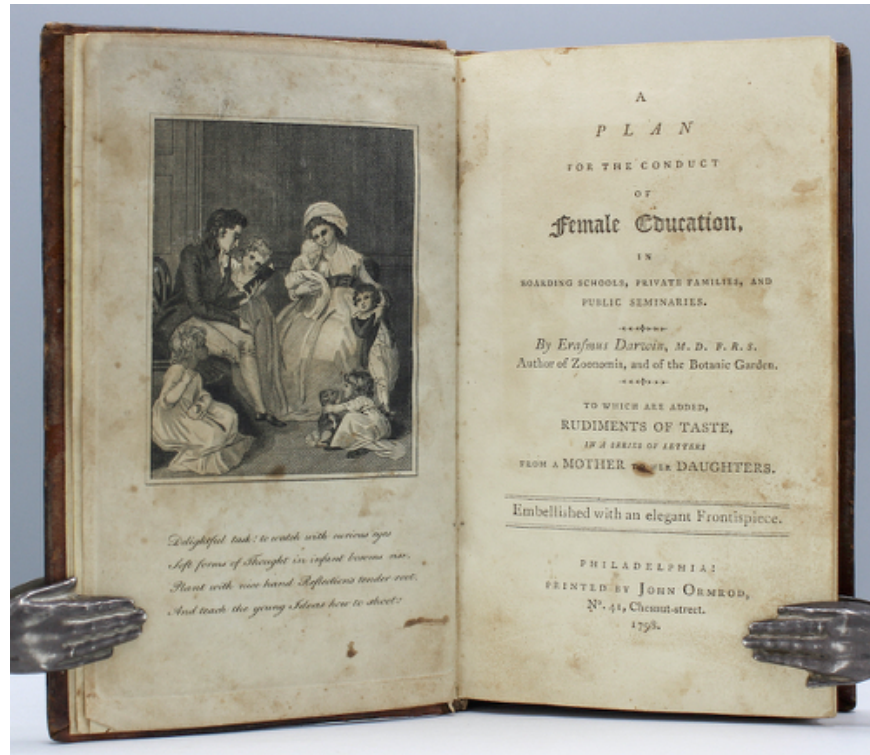 Delightful task! to watch with curious eyes
Soft forms of Thought in infant bosoms rise,
Plant with nice hand Reflections tender root,
And teach the young Ideas how to shoot!
A
PLAN
FOR THE CONDUCT
OF
Female Education,
IN
BOARDING SCHOOLS, PRIVATE FAMILIES, AND
PUBLIC SEMINARIES.
By Erasmus Darwin, M. D. F. R. S.
Author of Zoonomia, and of the Botanic Garden.
TO WHICH ARE ADDED,
RUDIMENTS OF TASTE,
IN A SERIES OF LETTERS
FROM A MOTHER TO HER DAUGHTERS.
Embellished with an elegant Frontispiece.
PHILADELPHIA:
PRINTED BY JOHN ORMROD,
No. 41, Chesnut-street.
1798.